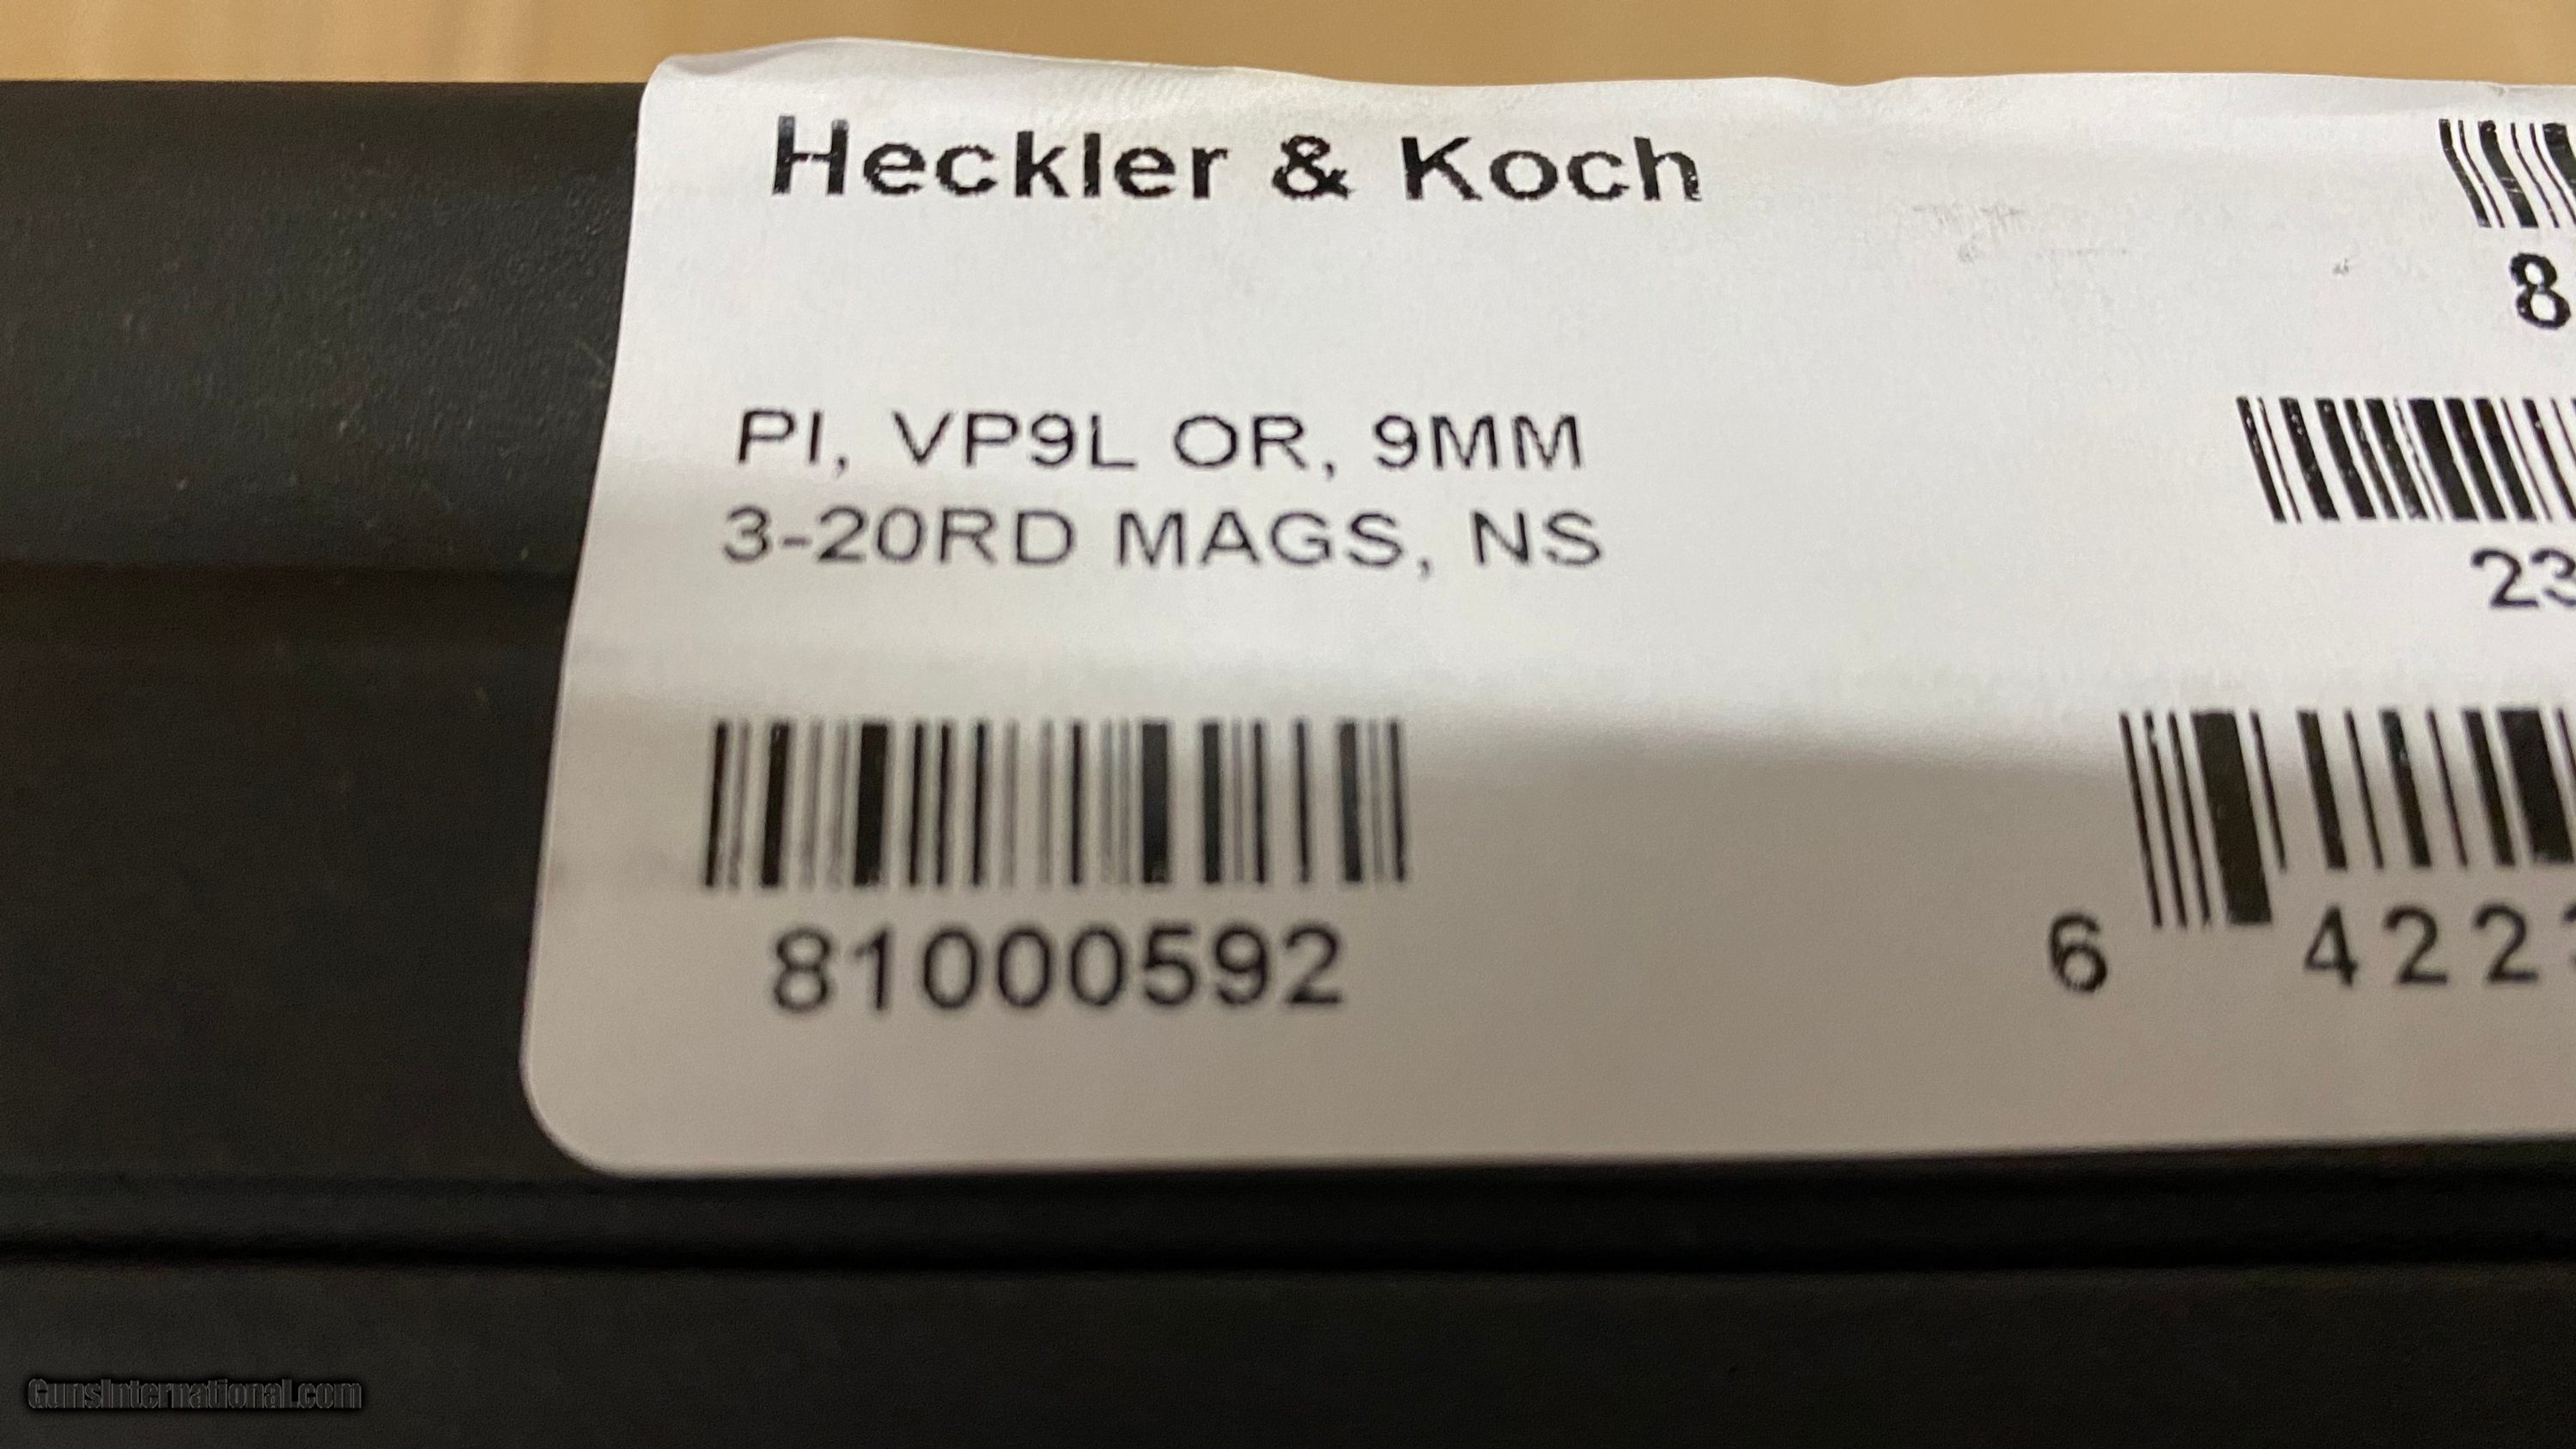 Heckler & Koch
8
PI, VP9L OR, 9MM
3-20RD MAGS, NS
23
81000592
6 422
GunsInternational.com